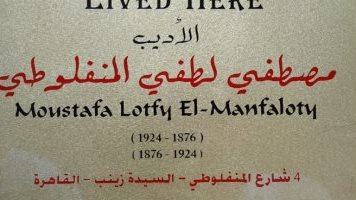 LIVED HERE
الأديب
مصطفي لطفي المنفلوطي
Moustafa Lotfy El-Manfaloty
( 1924 - 1876 )
(1876 - 1924 )
4 شارع المنفلوطي - السيدة زينب - القاهرة